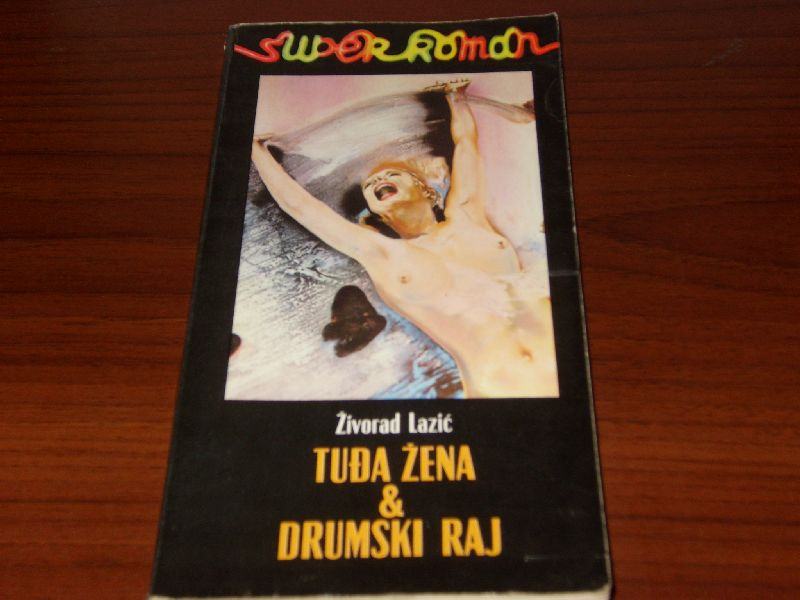 super roman
Živorad Lazić
TUĐA ŽENA
&
DRUMSKI RAJ